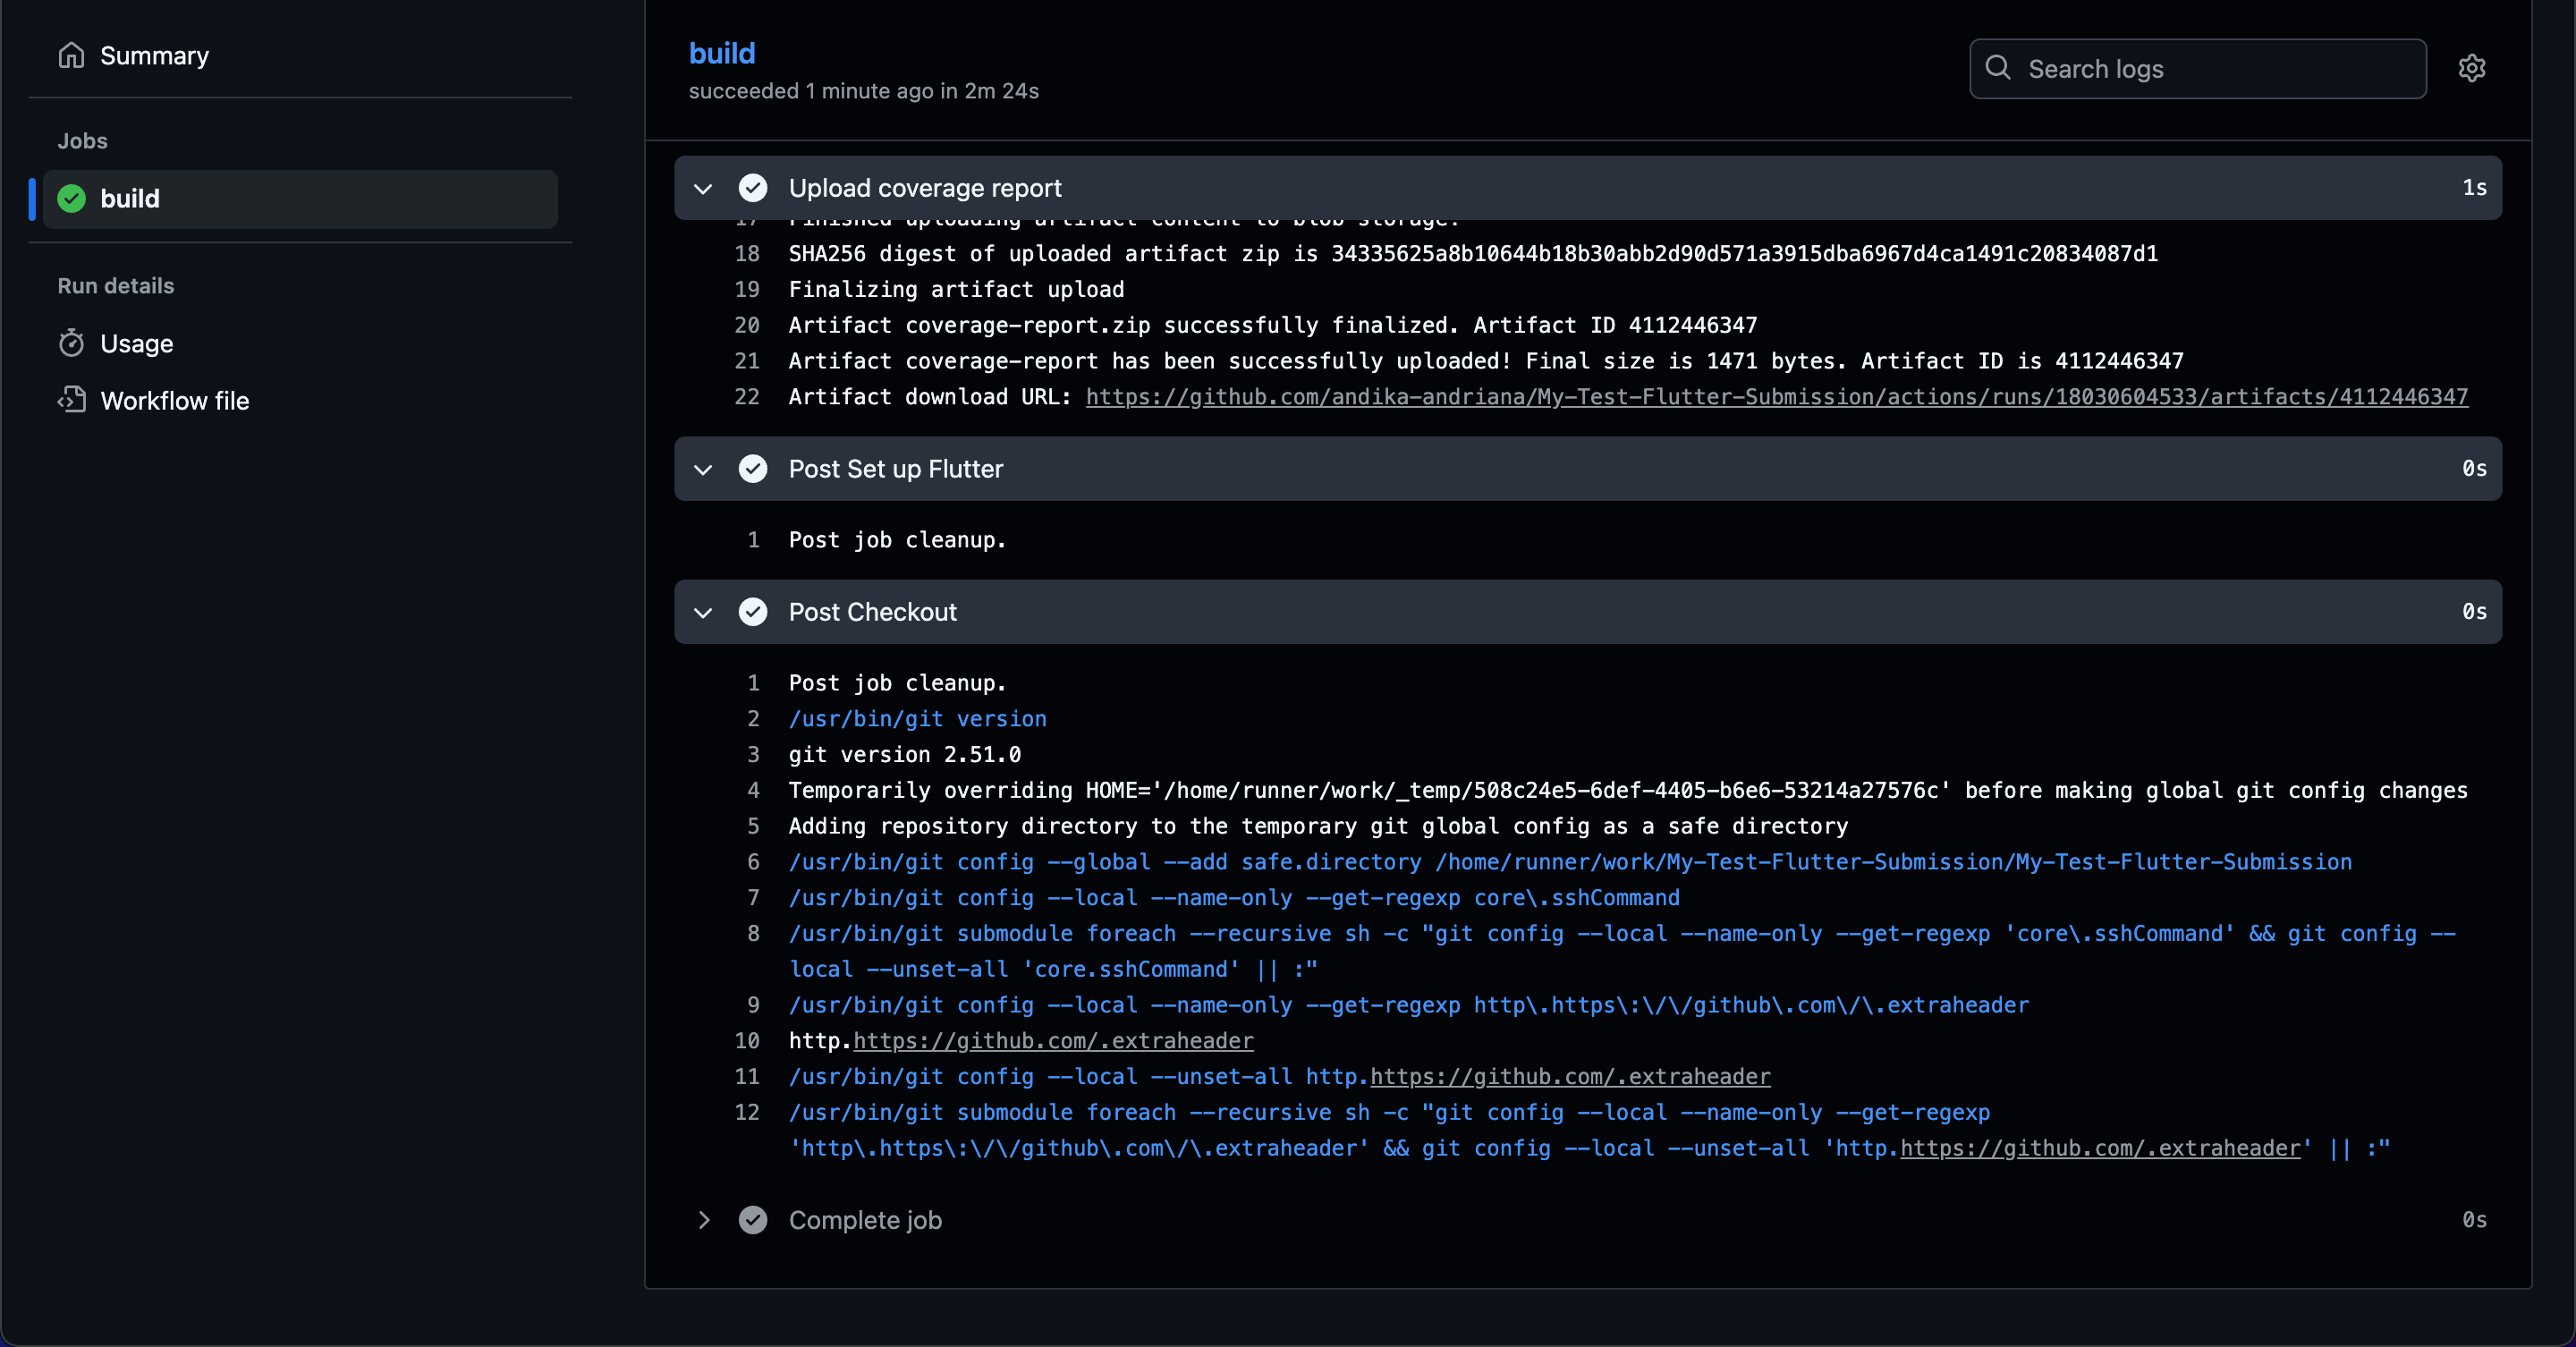 Summary
Jobs
build
Run details
Usage
Workflow file
build
succeeded 1 minute ago in 2m 24s
Search logs
Upload coverage report 1s
17 Finished uploading artifact content to blob storage!
18 SHA256 digest of uploaded artifact zip is 34335625a8b10644b18b30abb2d90d571a3915dba6967d4ca1491c20834087d1
19 Finalizing artifact upload
20 Artifact coverage-report.zip successfully finalized. Artifact ID 4112446347
21 Artifact coverage-report has been successfully uploaded! Final size is 1471 bytes. Artifact ID is 4112446347
22 Artifact download URL: https://github.com/andika-andriana/My-Test-Flutter-Submission/actions/runs/18030604533/artifacts/4112446347
Post Set up Flutter 0s
1 Post job cleanup.
Post Checkout 0s
1 Post job cleanup.
2 /usr/bin/git version
3 git version 2.51.0
4 Temporarily overriding HOME='/home/runner/work/_temp/508c24e5-6def-4405-b6e6-53214a27576c' before making global git config changes
5 Adding repository directory to the temporary git global config as a safe directory
6 /usr/bin/git config --global --add safe.directory /home/runner/work/My-Test-Flutter-Submission/My-Test-Flutter-Submission
7 /usr/bin/git config --local --name-only --get-regexp core\.sshCommand
8 /usr/bin/git submodule foreach --recursive sh -c "git config --local --name-only --get-regexp 'core\.sshCommand' && git config --
local --unset-all 'core.sshCommand' || :"
9 /usr/bin/git config --local --name-only --get-regexp http\.https\:\/\/github\.com\/\.extraheader
10 http.https://github.com/.extraheader
11 /usr/bin/git config --local --unset-all http.https://github.com/.extraheader
12 /usr/bin/git submodule foreach --recursive sh -c "git config --local --name-only --get-regexp
'http\.https\:\/\/github\.com\/\.extraheader' && git config --local --unset-all 'http.https://github.com/.extraheader' || :"
Complete job 0s